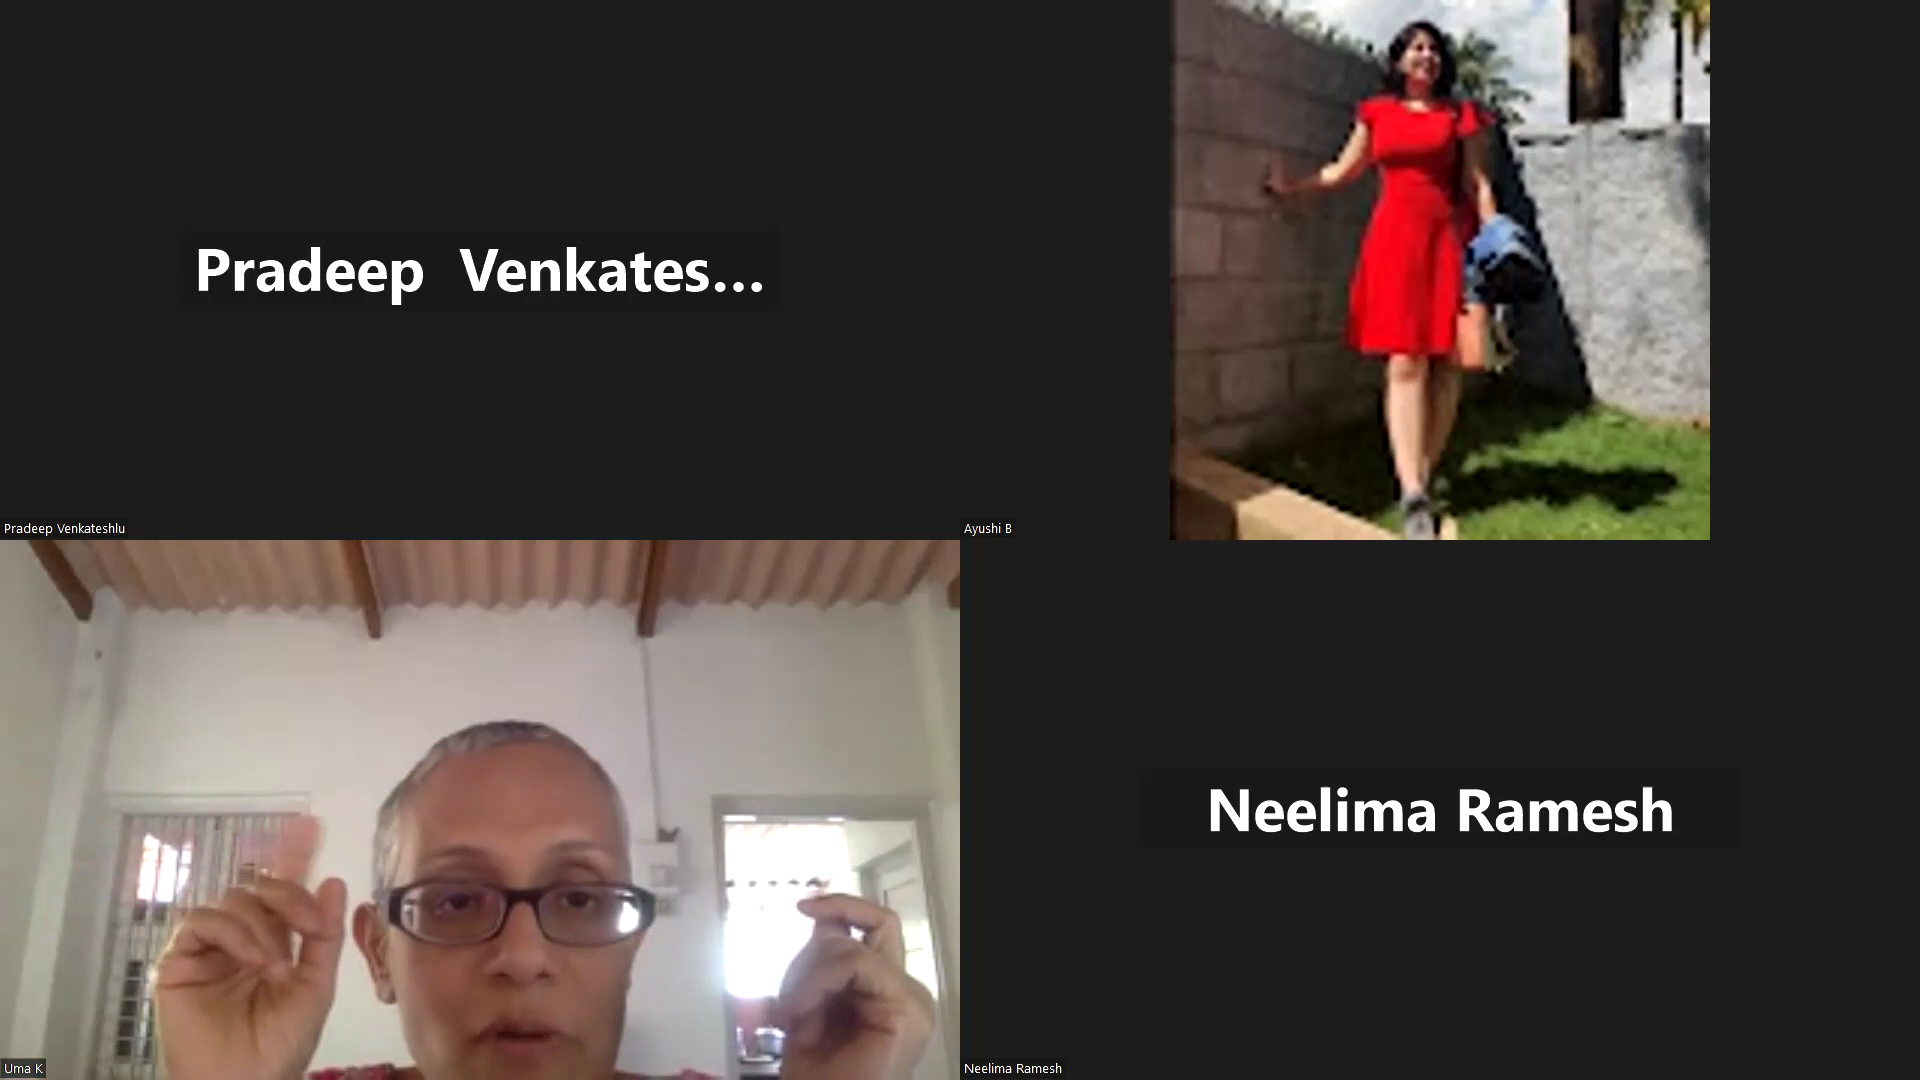 Pradeep  Venkates...
Pradeep Venkateshlu
Ayushi B
Uma K
Neelima Ramesh
Neelima Ramesh